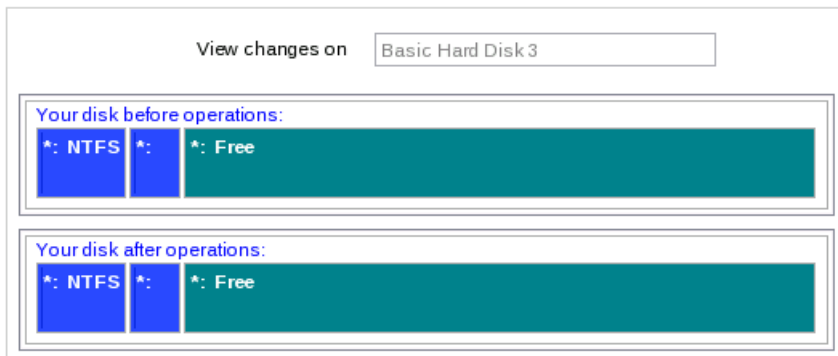 View changes on Basic Hard Disk 3
Your disk before operations:
*: NTFS *: *: Free
Your disk after operations:
*: NTFS *: *: Free